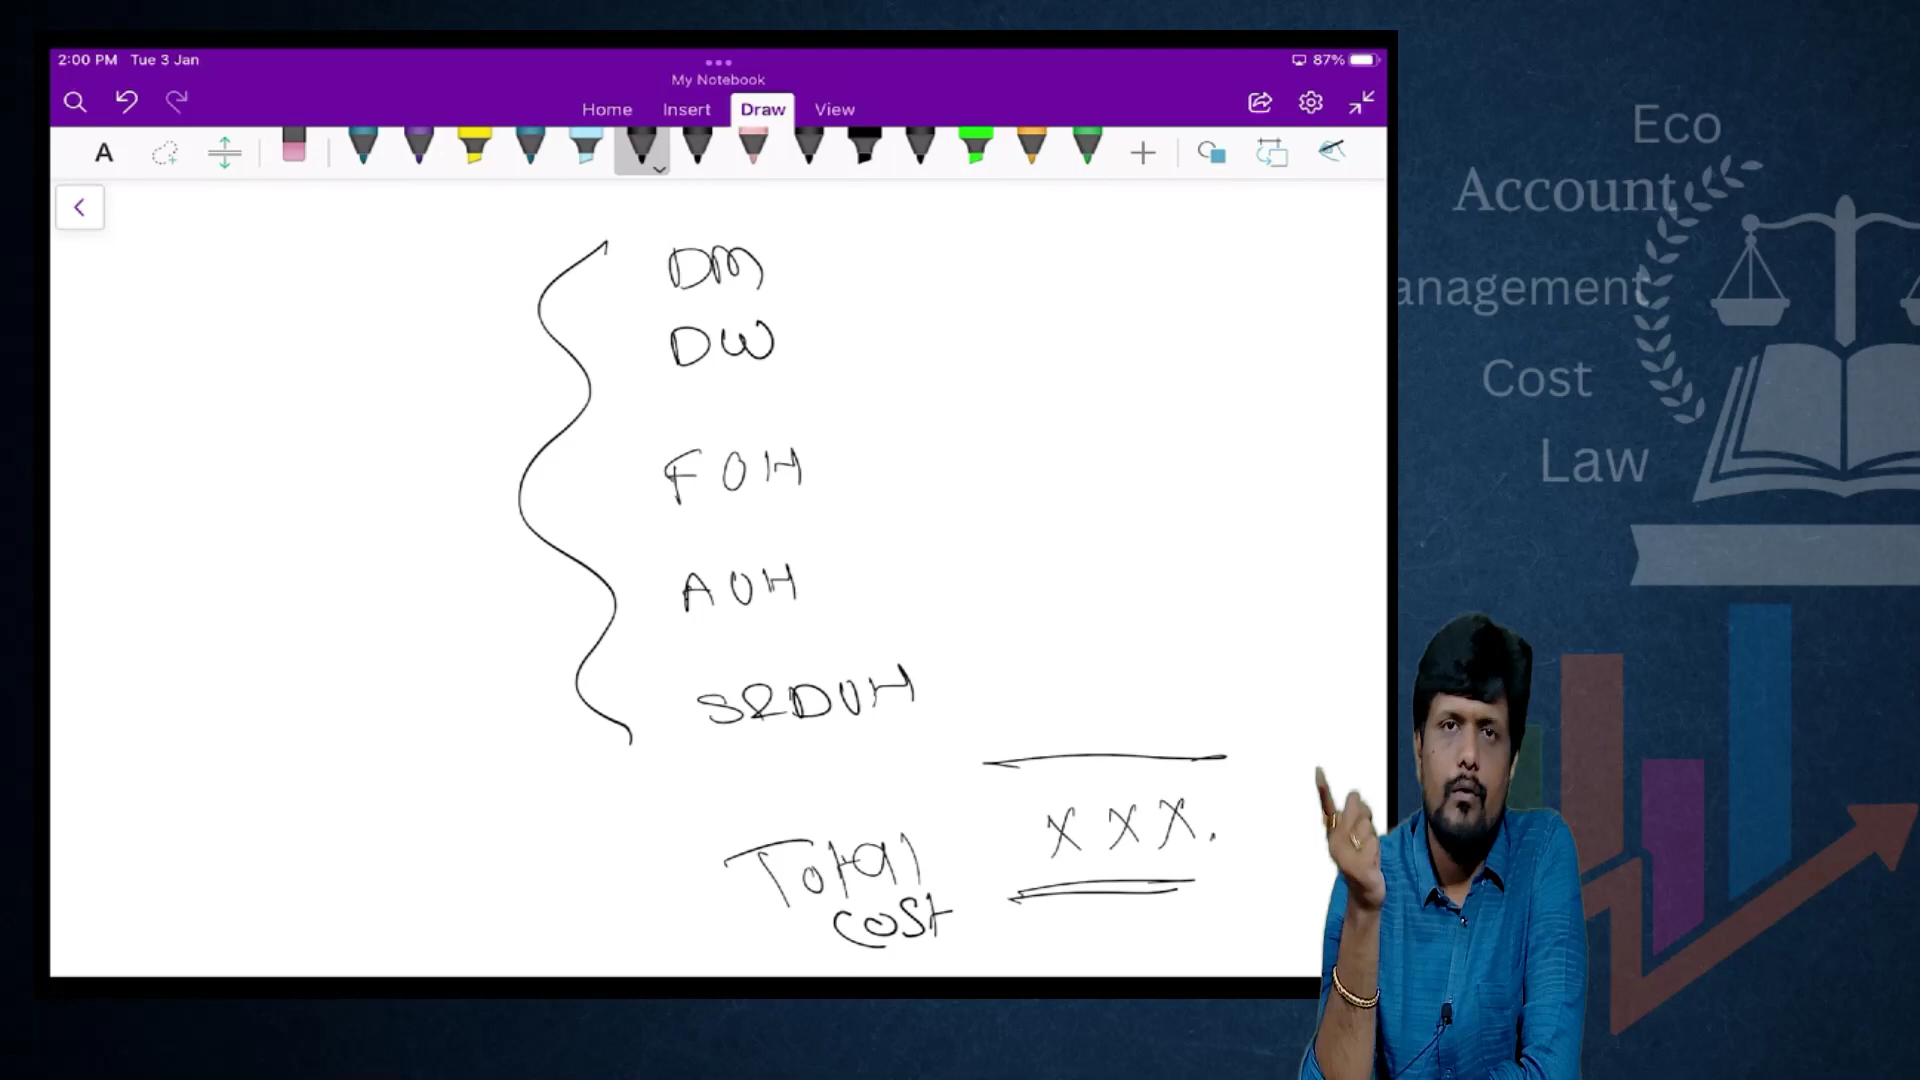 2:00 PM Tue 3 Jan
87%
My Notebook
Home Insert Draw View
A
DM
DW
FOH
AOH
S&DOH
XXX.
Total
cost
Eco
Account
anagement
Cost
Law